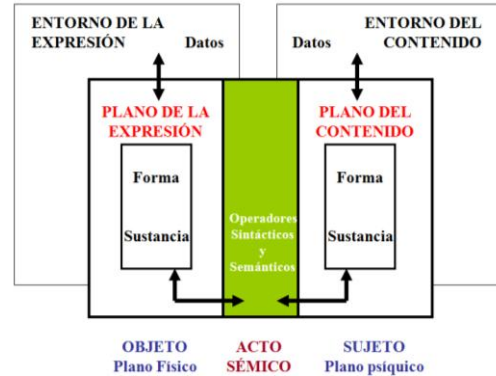 ENTORNO DE LA
EXPRESIÓN
Datos
ENTORNO DEL
CONTENIDO
Datos
PLANO DE LA
EXPRESIÓN
PLANO DEL
CONTENIDO
Forma
Sustancia
Operadores
Sintácticos
y
Semánticos
Forma
Sustancia
OBJETO
Plano Físico
ACTO
SÉMICO
SUJETO
Plano psíquico